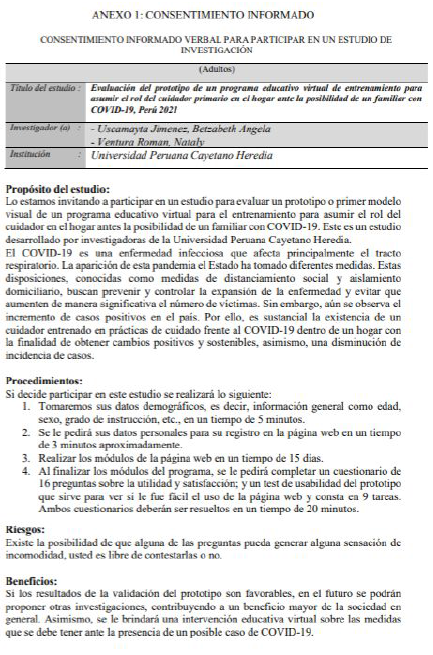 ANEXO 1: CONSENTIMIENTO INFORMADO
CONSENTIMIENTO INFORMADO VERBAL PARA PARTICIPAR EN UN ESTUDIO DE
INVESTIGACIÓN
(Adultos)
Título del estudio : Evaluación del prototipo de un programa educativo virtual de entrenamiento para
asumir el rol del cuidador primario en el hogar ante la posibilidad de un familiar con
COVID-19, Perú 2021
Investigador (a) : - Uscamayta Jimenez, Betzabeth Angela
- Ventura Roman, Nataly
Institución : Universidad Peruana Cayetano Heredia
Propósito del estudio:
Lo estamos invitando a participar en un estudio para evaluar un prototipo o primer modelo
visual de un programa educativo virtual para el entrenamiento para asumir el rol del
cuidador en el hogar antes la posibilidad de un familiar con COVID-19. Este es un estudio
desarrollado por investigadoras de la Universidad Peruana Cayetano Heredia.
El COVID-19 es una enfermedad infecciosa que afecta principalmente el tracto
respiratorio. La aparición de esta pandemia el Estado ha tomado diferentes medidas. Estas
disposiciones, conocidas como medidas de distanciamiento social y aislamiento
domiciliario, buscan prevenir y controlar la expansión de la enfermedad y evitar que
aumenten de manera significativa el número de víctimas. Sin embargo, aún se observa el
incremento de casos positivos en el país. Por ello, es sustancial la existencia de un
cuidador entrenado en prácticas de cuidado frente al COVID-19 dentro de un hogar con
la finalidad de obtener cambios positivos y sostenibles, asimismo, una disminución de
incidencia de casos.
Procedimientos:
Si decide participar en este estudio se realizará lo siguiente:
1. Tomaremos sus datos demográficos, es decir, información general como edad,
sexo, grado de instrucción, etc., en un tiempo de 5 minutos.
2. Se le pedirá sus datos personales para su registro en la página web en un tiempo
de 3 minutos aproximadamente.
3. Realizar los módulos de la página web en un tiempo de 15 días.
4. Al finalizar los módulos del programa, se le pedirá completar un cuestionario de
16 preguntas sobre la utilidad y satisfacción; y un test de usabilidad del prototipo
que sirve para ver si le fue fácil el uso de la página web y consta en 9 tareas.
Ambos cuestionarios deberán ser resueltos en un tiempo de 20 minutos.
Riesgos:
Existe la posibilidad de que alguna de las preguntas pueda generar alguna sensación de
incomodidad, usted es libre de contestarlas o no.
Beneficios:
Si los resultados de la validación del prototipo son favorables, en el futuro se podrán
proponer otras investigaciones, contribuyendo a un beneficio mayor de la sociedad en
general. Asimismo, se le brindará una intervención educativa virtual sobre las medidas
que se debe tener ante la presencia de un posible caso de COVID-19.